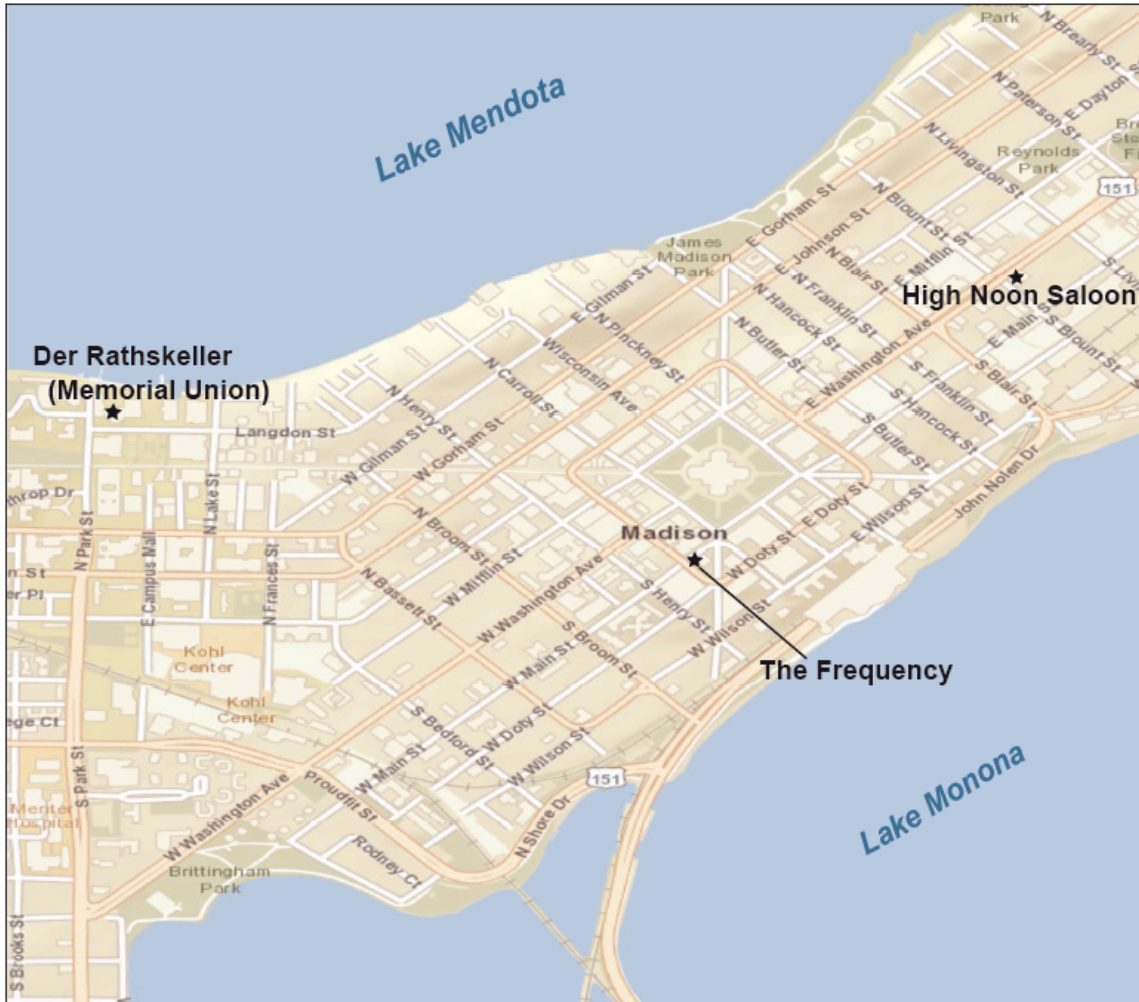 Park
N Brearly St
E Dayton
N Paterson St
Lake Mendota
N Livingston St
Reynolds
Park
151
E Gorham St
N Blount St
James
Madison
Park
E Johnson St
N Blair St
E Mifflin St
E Gilman St
N Hancock St
N Franklin St
High Noon Saloon
N Pinckney St
E Main St
S Blount St
Der Rathskeller
(Memorial Union)
Wisconsin Ave
N Butler St
E Washington Ave
S Blair St
N Carroll St
S Franklin St
N Henry St
S Hancock St
Langdon St
W Gilman St
W Gorham St
S Butler St
John Nolen Dr
N Lake St
E Doty St
E Wilson St
N Park St
E Campus Mall
N Broom St
Madison
W Doty St
N Frances St
N Bassett St
W Mifflin St
W Washington Ave
S Henry St
W Wilson St
S Broom St
Kohl
Center
W Main St
The Frequency
Kohl
Center
S Bedford St
W Doty St
W Wilson St
S Park St
W Main St
151
Proudfit St
Lake Monona
W Washington Ave
Meriter
Hospital
N Shore Dr
Rodney Ct
Brittingham
Park
S Brooks St